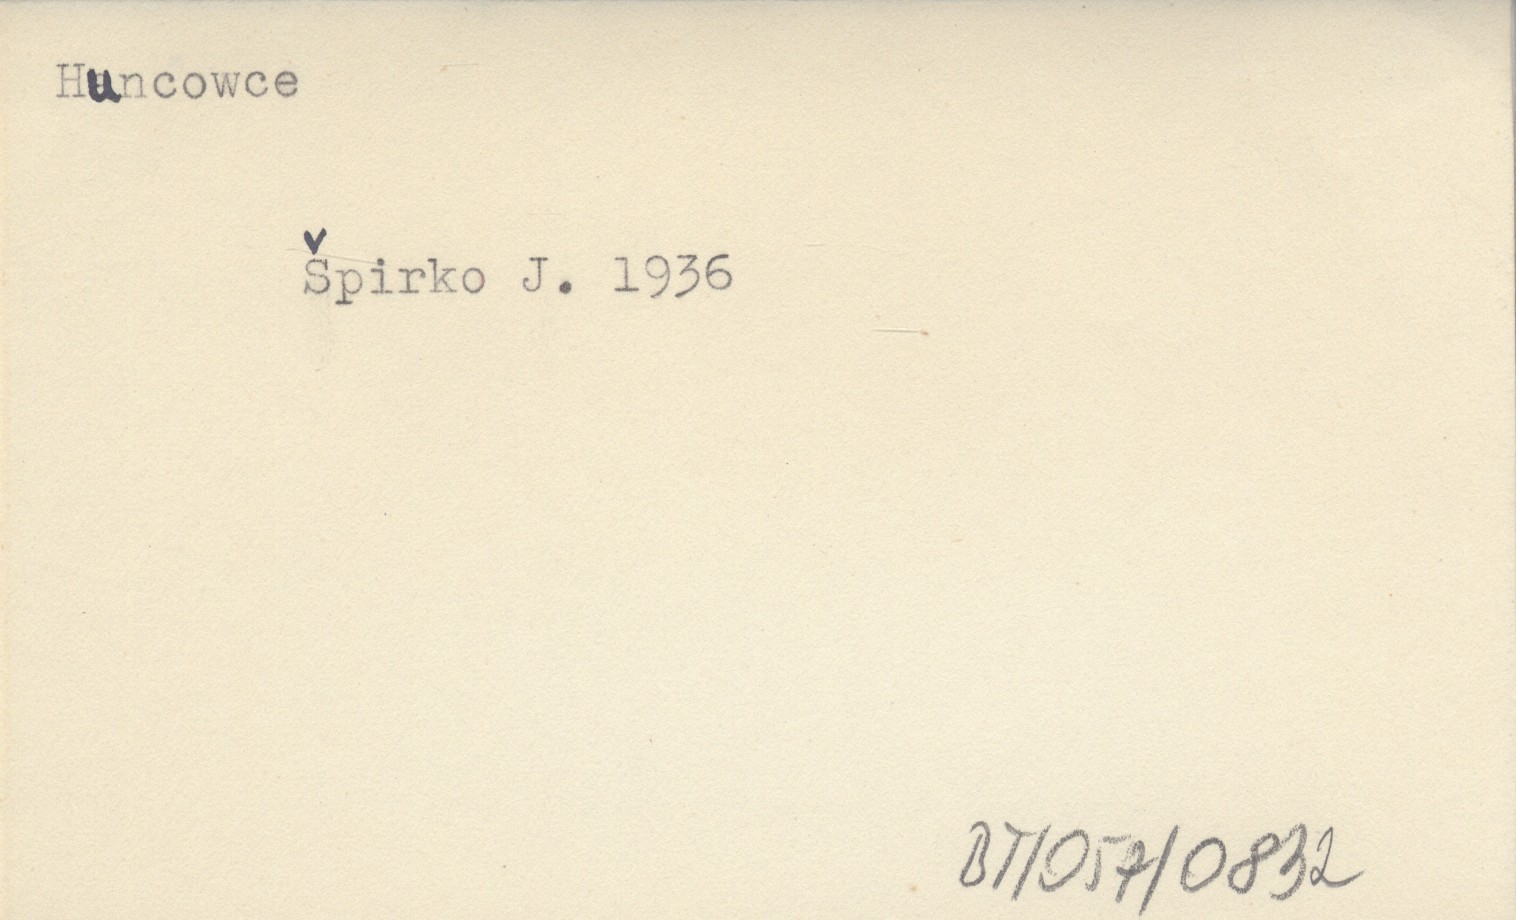 Huncowce
Špirko J. 1936
BT/057/0832